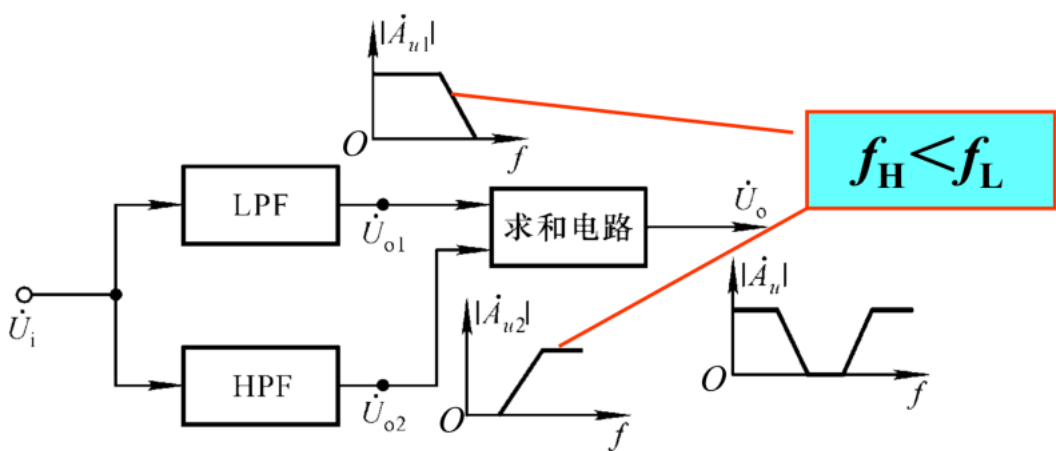 |Ȧu1|
O
f
fH<fL
LPF
U̇o1
求和电路
U̇o
U̇i
|Ȧu2|
O
f
|Ȧu|
O
f
HPF
U̇o2